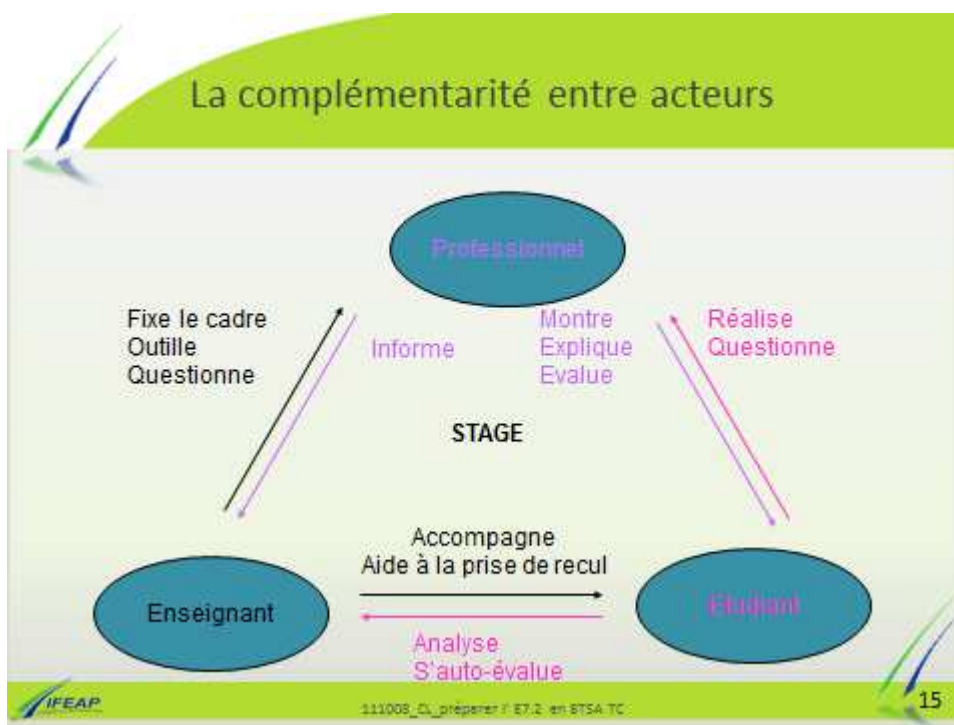 La complémentarité entre acteurs
Professionnel
Fixe le cadre
Outille
Questionne
Informe
Montre
Explique
Evalue
Réalise
Questionne
STAGE
Accompagne
Aide à la prise de recul
Enseignant
Etudiant
Analyse
S'auto-évalue
IFEAP
111008_CL_préparer l' E7.2 en BTSA TC
15